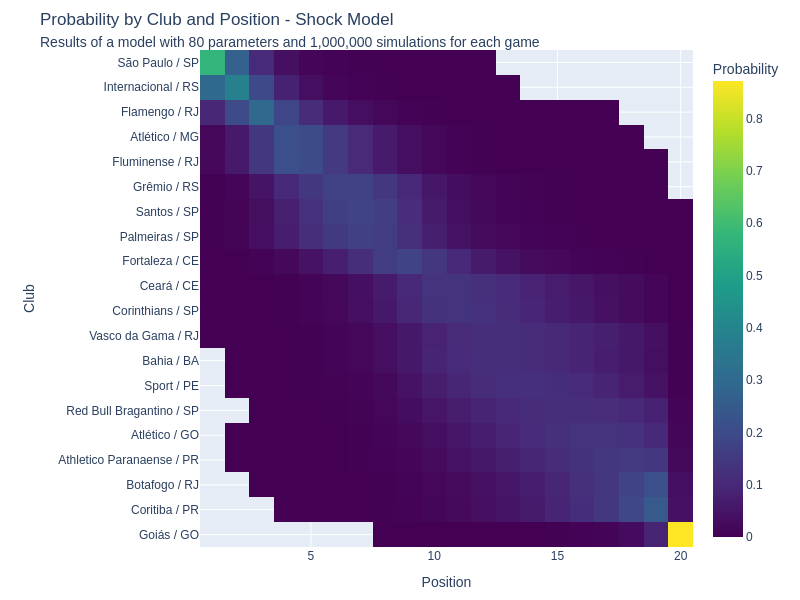 Probability by Club and Position - Shock Model
Results of a model with 80 parameters and 1,000,000 simulations for each game
Probability
São Paulo / SP
Internacional / RS
Flamengo / RJ
Atlético / MG
Fluminense / RJ
Grêmio / RS
Santos / SP
Palmeiras / SP
Fortaleza / CE
Ceará / CE
Corinthians / SP
Vasco da Gama / RJ
Bahia / BA
Sport / PE
Red Bull Bragantino / SP
Atlético / GO
Athletico Paranaense / PR
Botafogo / RJ
Coritiba / PR
Goiás / GO
Club
5 10 15 20
Position
0.8
0.7
0.6
0.5
0.4
0.3
0.2
0.1
0